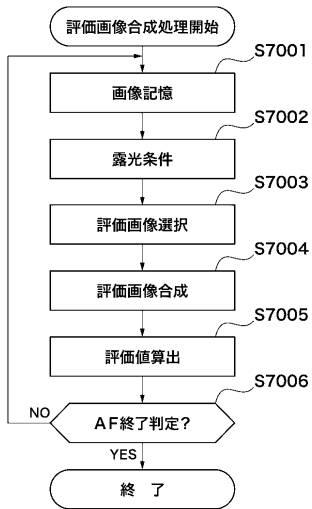 評価画像合成処理開始
S7001
画像記憶
S7002
露光条件
S7003
評価画像選択
S7004
評価画像合成
S7005
評価値算出
S7006
NO
AF終了判定?
YES
終 了